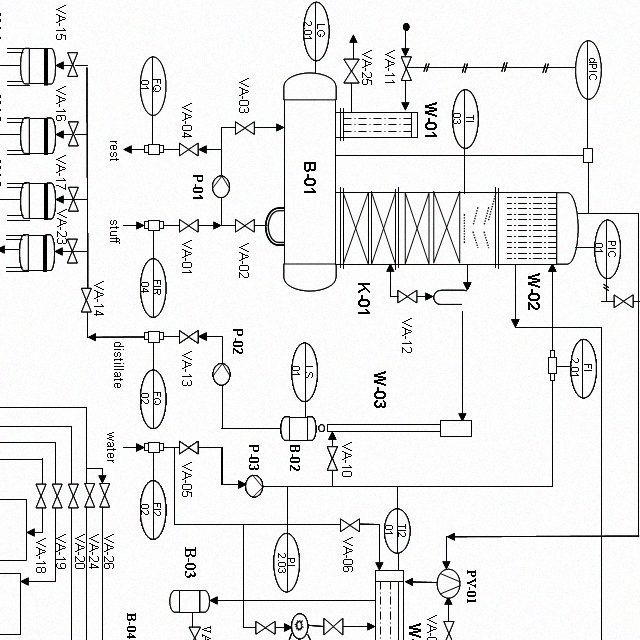 VA-15
VA-16
VA-17
VA-23
VA-14
FQ
01
VA-04
rest
P-01
VA-03
LG
2.01
VA-25
VA-11
W-01
dPIC
TI
03
B-01
stuff
VA-01
VA-02
FIR
04
K-01
VA-12
W-02
PIC
01
distillate
VA-13
P-02
FQ
02
LS
01
W-03
B-02
VA-10
FI
2.01
water
VA-05
P-03
FI2
02
PI
2.03
VA-06
TI2
01
PV-01
B-03
B-04
VA-18
VA-19
VA-20
VA-24
VA-26